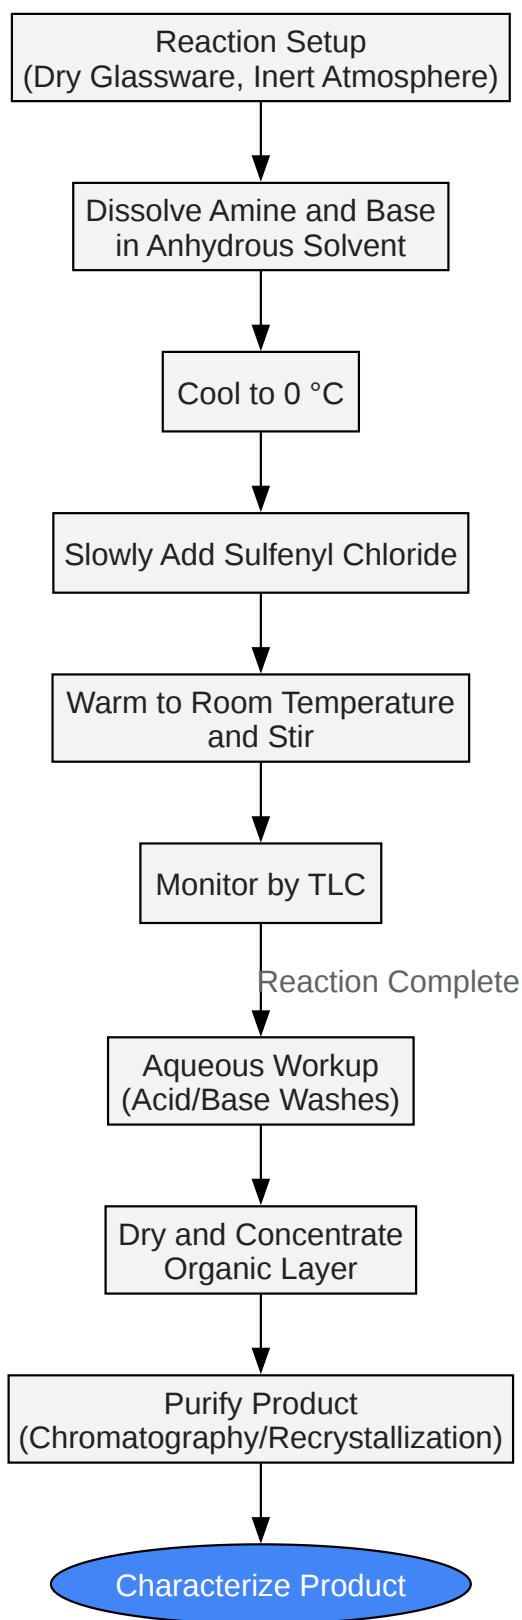 Reaction Setup
(Dry Glassware, Inert Atmosphere)
Dissolve Amine and Base
in Anhydrous Solvent
Cool to 0 °C
Slowly Add Sulfenyl Chloride
Warm to Room Temperature
and Stir
Monitor by TLC
Reaction Complete
Aqueous Workup
(Acid/Base Washes)
Dry and Concentrate
Organic Layer
Purify Product
(Chromatography/Recrystallization)
Characterize Product